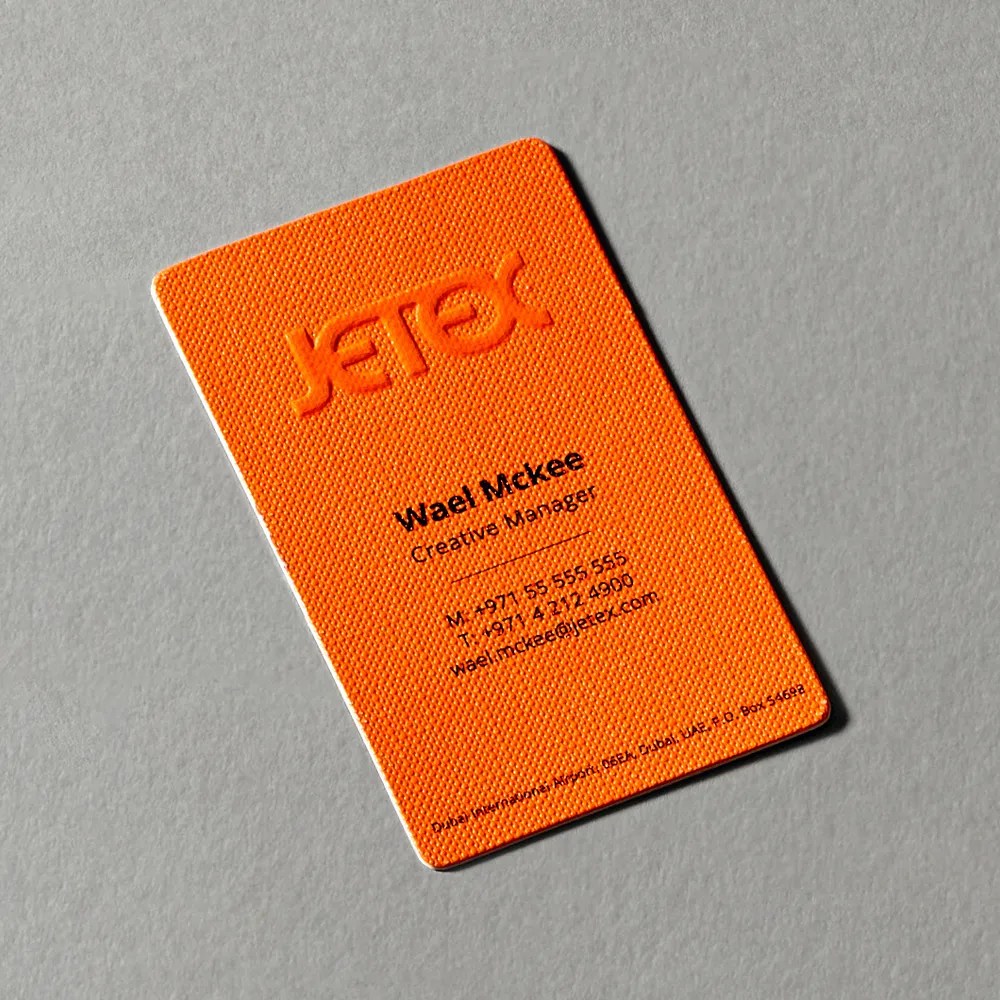 JETEX
Wael Mckee
Creative Manager
M: +971 55 555 555
T: +971 4 212 4900
wael.mckee@jetex.com
Dubai International Airport, 06EA, Dubai, UAE, P.O. Box 54698